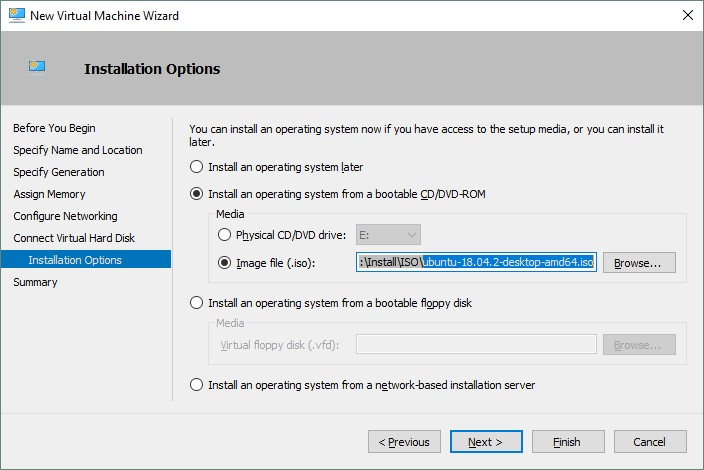 New Virtual Machine Wizard
Installation Options
Before You Begin
Specify Name and Location
Specify Generation
Assign Memory
Configure Networking
Connect Virtual Hard Disk
Installation Options
Summary
You can install an operating system now if you have access to the setup media, or you can install it
later.
Install an operating system later
Install an operating system from a bootable CD/DVD-ROM
Media
Physical CD/DVD drive: E:
Image file (.iso): :\Install\ISO\ubuntu-18.04.2-desktop-amd64.iso Browse...
Install an operating system from a bootable floppy disk
Media
Virtual floppy disk (.vfd): Browse...
Install an operating system from a network-based installation server
< Previous Next > Finish Cancel